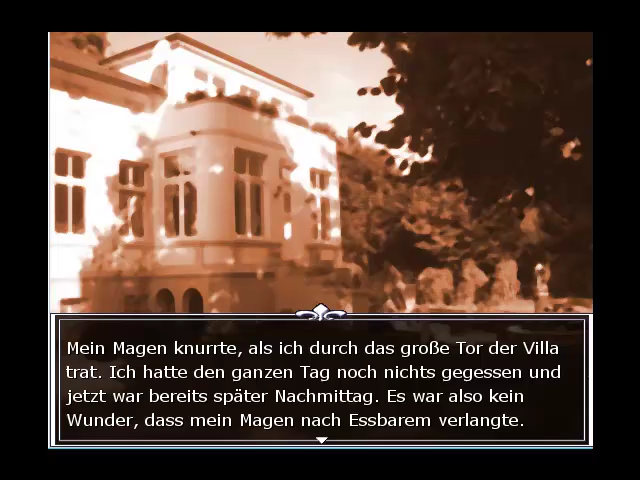 Mein Magen knurrte, als ich durch das große Tor der Villa
trat. Ich hatte den ganzen Tag noch nichts gegessen und
jetzt war bereits später Nachmittag. Es war also kein
Wunder, dass mein Magen nach Essbarem verlangte.